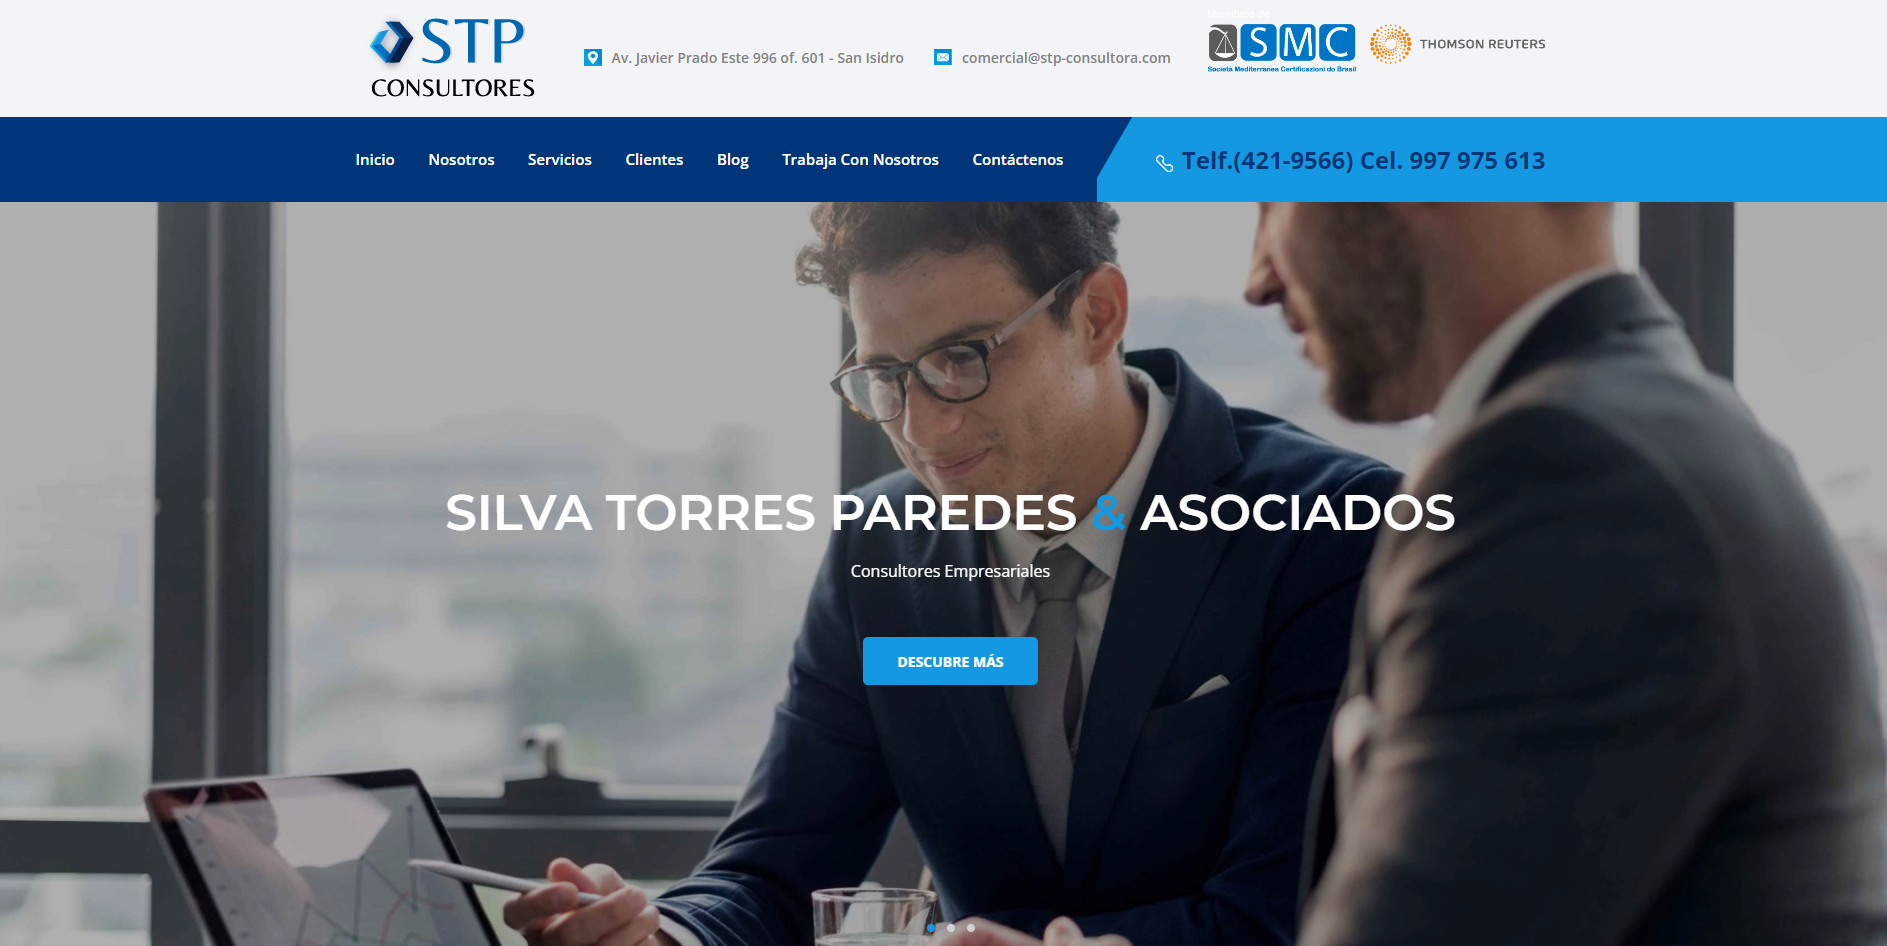 STP
CONSULTORES
Av. Javier Prado Este 996 of. 601 - San Isidro
comercial@stp-consultora.com
Miembros de
SMC
Società Mediterranea Certificazioni do Brasil
THOMSON REUTERS
Inicio Nosotros Servicios Clientes Blog Trabaja Con Nosotros Contáctenos
Telf.(421-9566) Cel. 997 975 613
SILVA TORRES PAREDES & ASOCIADOS
Consultores Empresariales
DESCUBRE MÁS